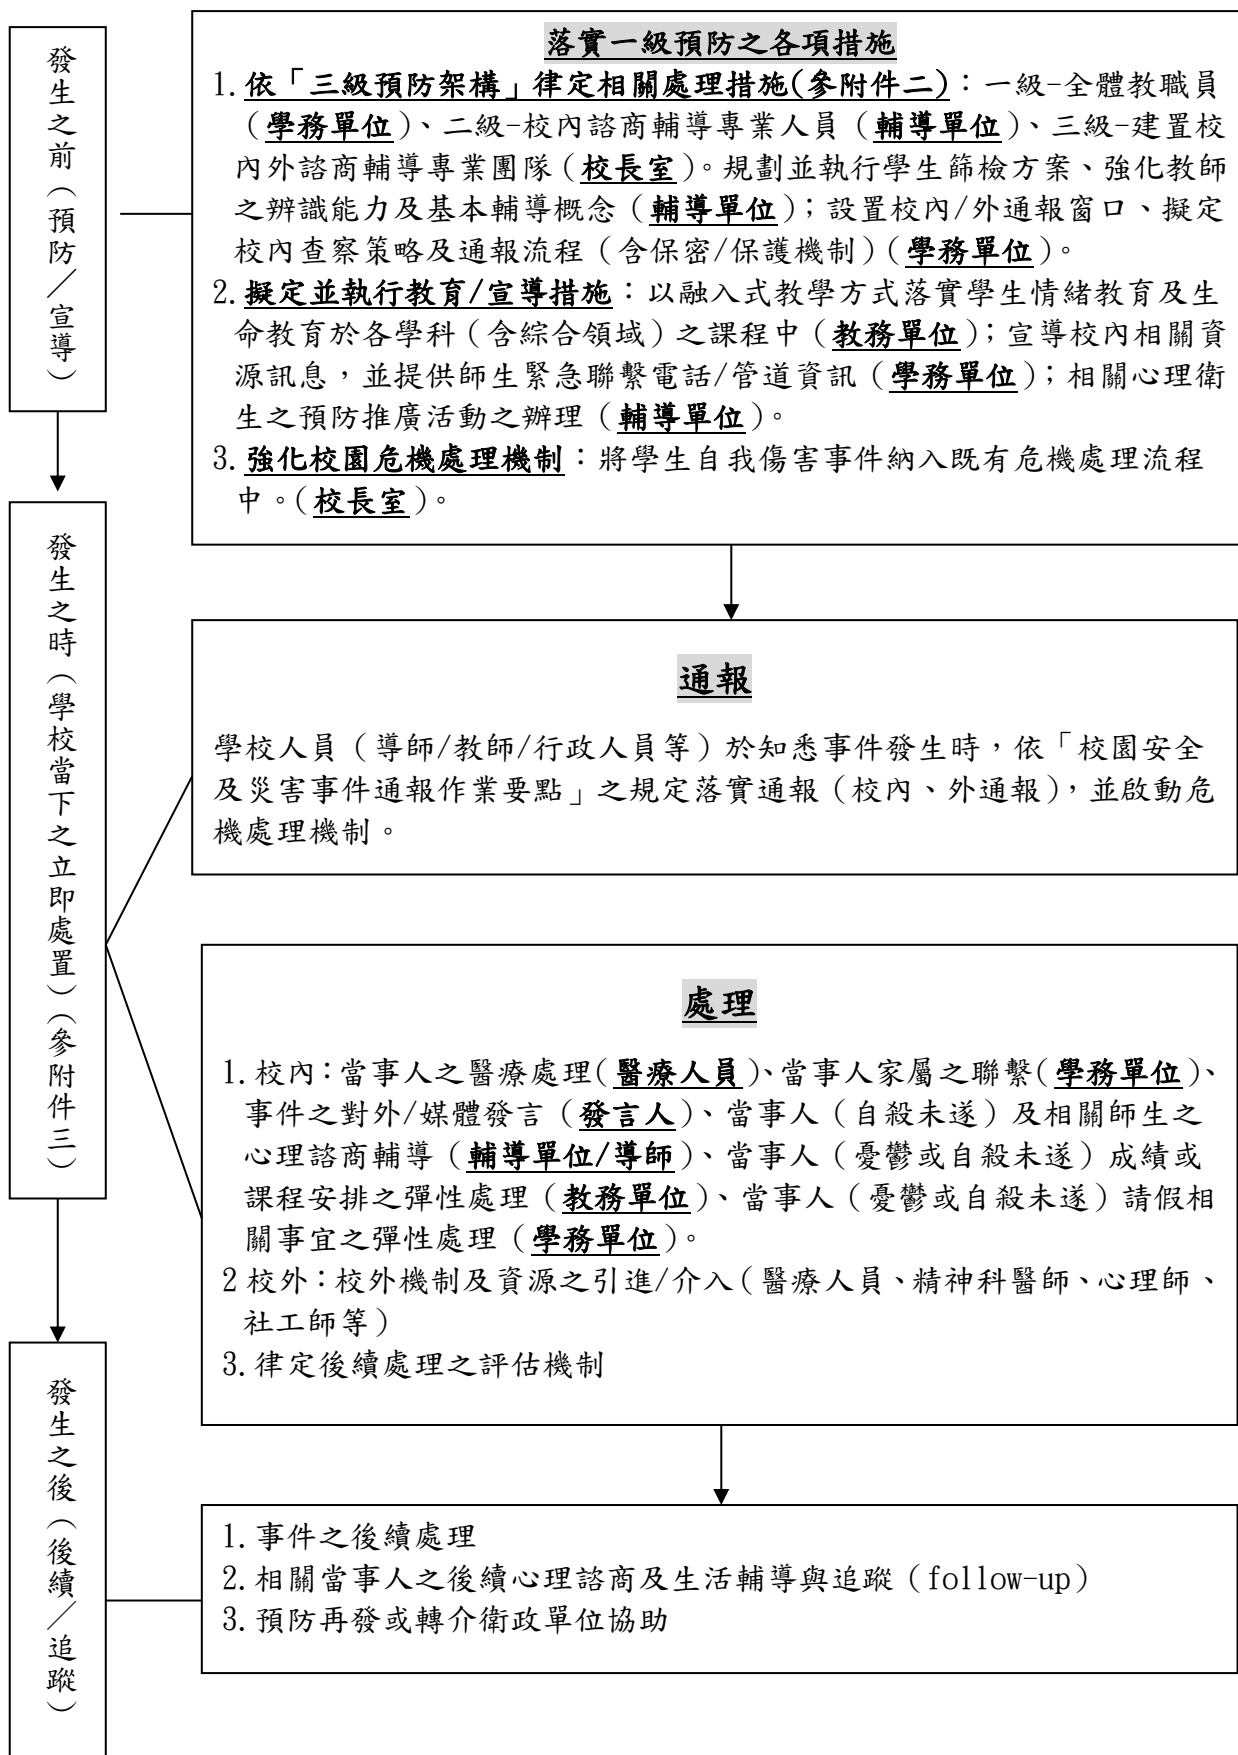 發生之前（預防／宣導）
落實一級預防之各項措施
1.依「三級預防架構」律定相關處理措施(參附件二)：一級-全體教職員
（學務單位）、二級-校內諮商輔導專業人員（輔導單位）、三級-建置校
內外諮商輔導專業團隊（校長室）。規劃並執行學生篩檢方案、強化教師
之辨識能力及基本輔導概念（輔導單位）；設置校內/外通報窗口、擬定
校內查察策略及通報流程（含保密/保護機制）（學務單位）。
2.擬定並執行教育/宣導措施：以融入式教學方式落實學生情緒教育及生
命教育於各學科（含綜合領域）之課程中（教務單位）；宣導校內相關資
源訊息，並提供師生緊急聯繫電話/管道資訊（學務單位）；相關心理衛
生之預防推廣活動之辦理（輔導單位）。
3.強化校園危機處理機制：將學生自我傷害事件納入既有危機處理流程
中。（校長室）。
發生之時（學校當下之立即處置）（參附件三）
通報
學校人員（導師/教師/行政人員等）於知悉事件發生時，依「校園安全
及災害事件通報作業要點」之規定落實通報（校內、外通報），並啟動危
機處理機制。
處理
1.校內：當事人之醫療處理（醫療人員）、當事人家屬之聯繫（學務單位）、
事件之對外/媒體發言（發言人）、當事人（自殺未遂）及相關師生之
心理諮商輔導（輔導單位/導師）、當事人（憂鬱或自殺未遂）成績或
課程安排之彈性處理（教務單位）、當事人（憂鬱或自殺未遂）請假相
關事宜之彈性處理（學務單位）。
2 校外：校外機制及資源之引進/介入（醫療人員、精神科醫師、心理師、
社工師等）
3.律定後續處理之評估機制
發生之後（後續／追蹤）
1.事件之後續處理
2.相關當事人之後續心理諮商及生活輔導與追蹤（follow-up）
3.預防再發或轉介衛政單位協助